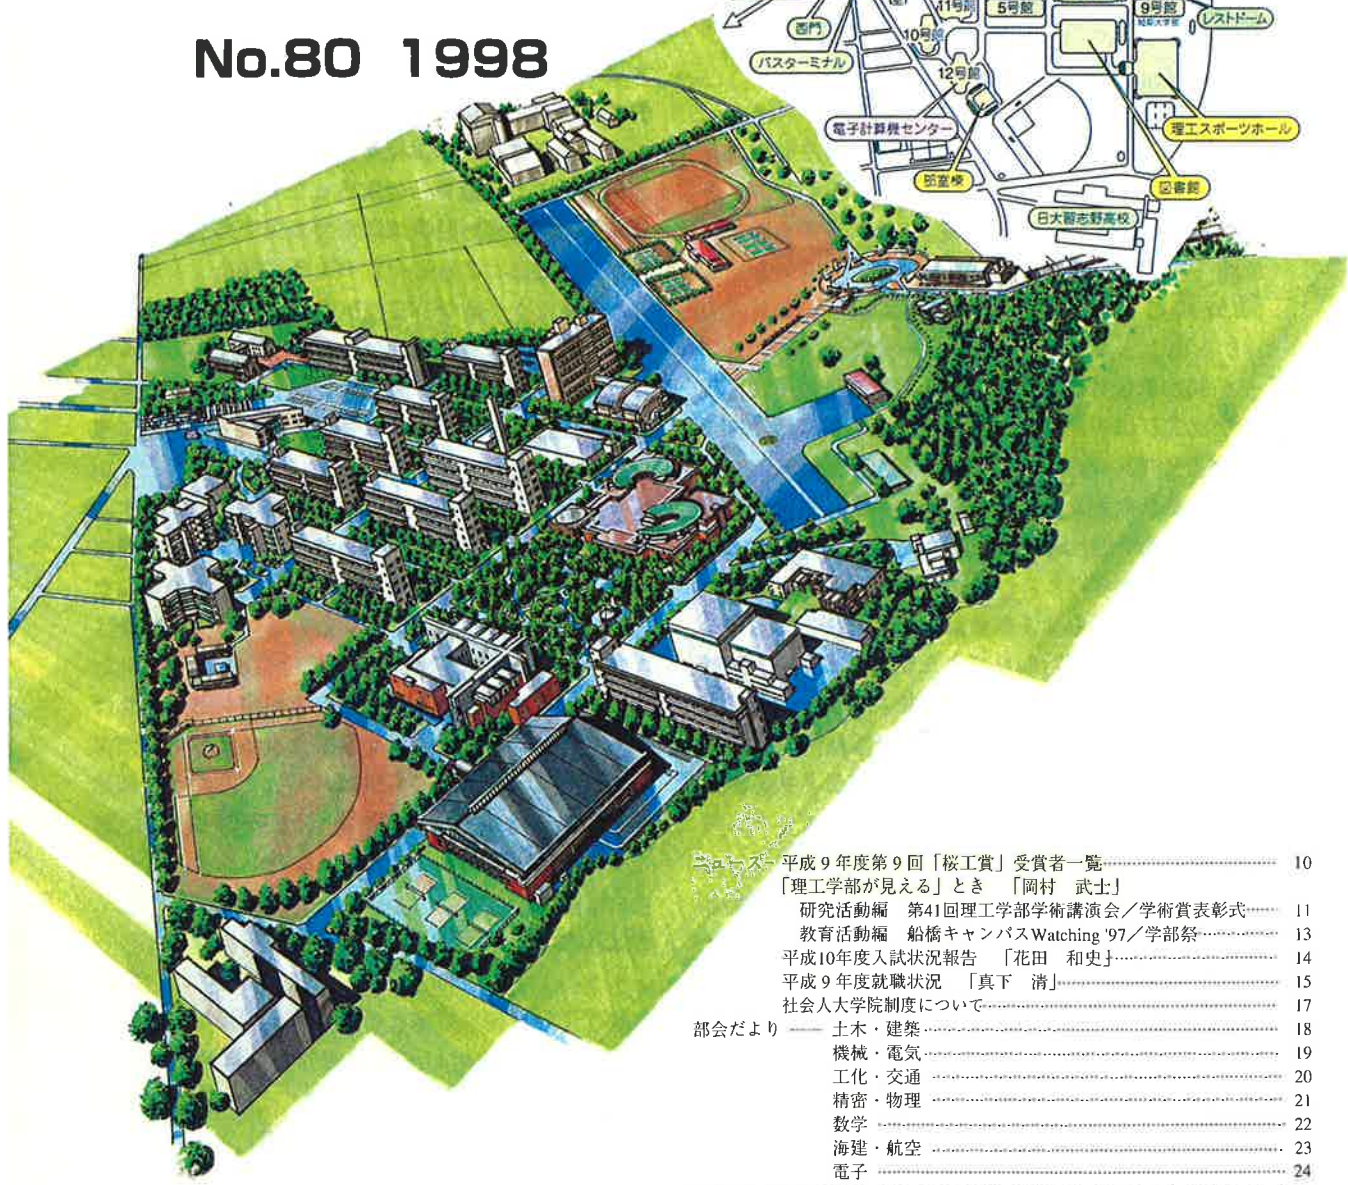 No.80 1998
西門
バスターミナル
11号館
10号館
12号館
5号館
9号館
レストドーム
電子計算機センター
部室棟
理工スポーツホール
図書館
日大習志野高校
ニュース 平成9年度第9回「桜工賞」受賞者一覧 10
「理工学部が見える」とき 「岡村 武士」
研究活動編 第41回理工学部学術講演会／学術賞表彰式 11
教育活動編 船橋キャンパスWatching '97／学部祭 13
平成10年度入試状況報告 「花田 和史」 14
平成9年度就職状況 「真下 清」 15
社会人大学院制度について 17
部会だより 土木・建築 18
機械・電気 19
工化・交通 20
精密・物理 21
数学 22
海建・航空 23
電子 24